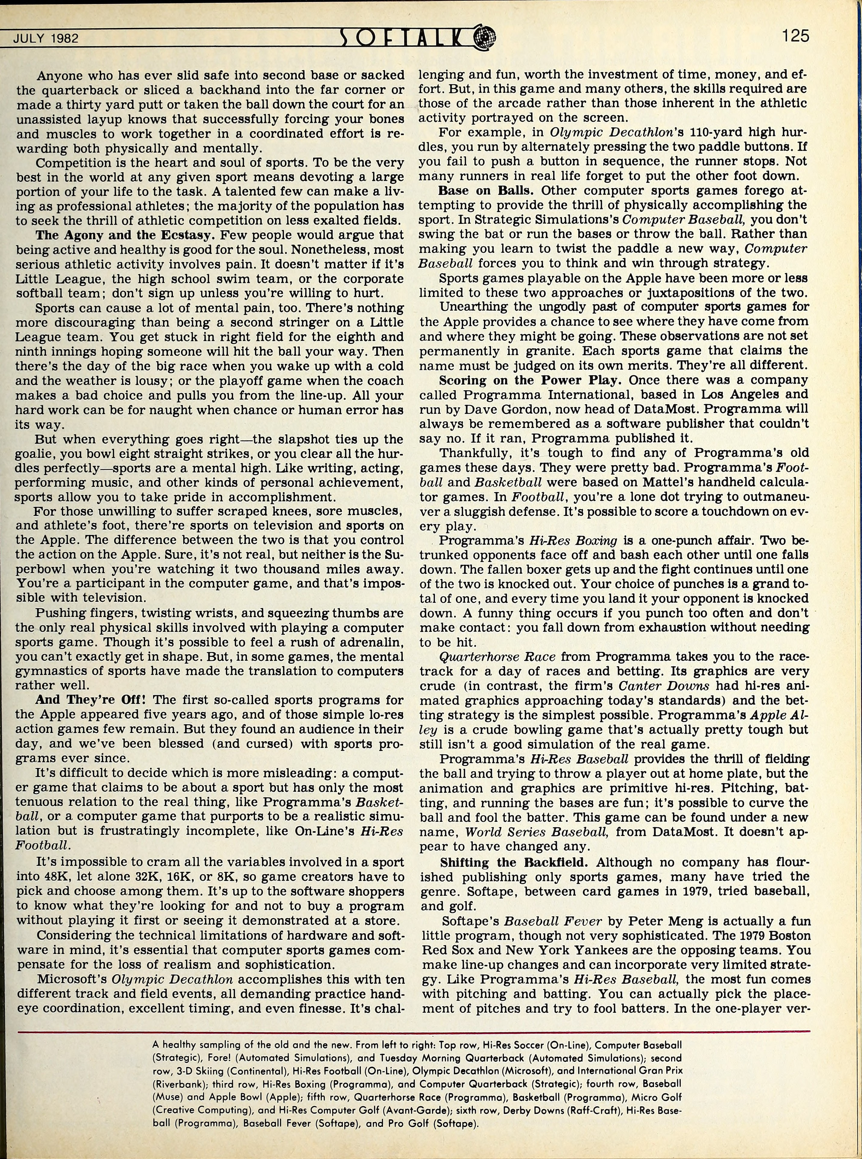 JULY 1982
SOFTALK
125
Anyone who has ever slid safe into second base or sacked
the quarterback or sliced a backhand into the far corner or
made a thirty yard putt or taken the ball down the court for an
unassisted layup knows that successfully forcing your bones
and muscles to work together in a coordinated effort is re-
warding both physically and mentally.
Competition is the heart and soul of sports. To be the very
best in the world at any given sport means devoting a large
portion of your life to the task. A talented few can make a liv-
ing as professional athletes; the majority of the population has
to seek the thrill of athletic competition on less exalted fields.
The Agony and the Ecstasy. Few people would argue that
being active and healthy is good for the soul. Nonetheless, most
serious athletic activity involves pain. It doesn't matter if it's
Little League, the high school swim team, or the corporate
softball team; don't sign up unless you're willing to hurt.
Sports can cause a lot of mental pain, too. There's nothing
more discouraging than being a second stringer on a Little
League team. You get stuck in right field for the eighth and
ninth innings hoping someone will hit the ball your way. Then
there's the day of the big race when you wake up with a cold
and the weather is lousy; or the playoff game when the coach
makes a bad choice and pulls you from the line-up. All your
hard work can be for naught when chance or human error has
its way.
But when everything goes right—the slapshot ties up the
goalie, you bowl eight straight strikes, or you clear all the hur-
dles perfectly—sports are a mental high. Like writing, acting,
performing music, and other kinds of personal achievement,
sports allow you to take pride in accomplishment.
For those unwilling to suffer scraped knees, sore muscles,
and athlete's foot, there're sports on television and sports on
the Apple. The difference between the two is that you control
the action on the Apple. Sure, it's not real, but neither is the Su-
perbowl when you're watching it two thousand miles away.
You're a participant in the computer game, and that's impos-
sible with television.
Pushing fingers, twisting wrists, and squeezing thumbs are
the only real physical skills involved with playing a computer
sports game. Though it's possible to feel a rush of adrenalin,
you can't exactly get in shape. But, in some games, the mental
gymnastics of sports have made the translation to computers
rather well.
And They're Off! The first so-called sports programs for
the Apple appeared five years ago, and of those simple lo-res
action games few remain. But they found an audience in their
day, and we've been blessed (and cursed) with sports pro-
grams ever since.
It's difficult to decide which is more misleading: a comput-
er game that claims to be about a sport but has only the most
tenuous relation to the real thing, like Programma's Basket-
ball, or a computer game that purports to be a realistic simu-
lation but is frustratingly incomplete, like On-Line's Hi-Res
Football.
It's impossible to cram all the variables involved in a sport
into 48K, let alone 32K, 16K, or 8K, so game creators have to
pick and choose among them. It's up to the software shoppers
to know what they're looking for and not to buy a program
without playing it first or seeing it demonstrated at a store.
Considering the technical limitations of hardware and soft-
ware in mind, it's essential that computer sports games com-
pensate for the loss of realism and sophistication.
Microsoft's Olympic Decathlon accomplishes this with ten
different track and field events, all demanding practice hand-
eye coordination, excellent timing, and even finesse. It's chal-
lenging and fun, worth the investment of time, money, and ef-
fort. But, in this game and many others, the skills required are
those of the arcade rather than those inherent in the athletic
activity portrayed on the screen.
For example, in Olympic Decathlon's 110-yard high hur-
dles, you run by alternately pressing the two paddle buttons. If
you fail to push a button in sequence, the runner stops. Not
many runners in real life forget to put the other foot down.
Base on Balls. Other computer sports games forego at-
tempting to provide the thrill of physically accomplishing the
sport. In Strategic Simulations's Computer Baseball, you don't
swing the bat or run the bases or throw the ball. Rather than
making you learn to twist the paddle a new way, Computer
Baseball forces you to think and win through strategy.
Sports games playable on the Apple have been more or less
limited to these two approaches or juxtapositions of the two.
Unearthing the ungodly past of computer sports games for
the Apple provides a chance to see where they have come from
and where they might be going. These observations are not set
permanently in granite. Each sports game that claims the
name must be judged on its own merits. They're all different.
Scoring on the Power Play. Once there was a company
called Programma International, based in Los Angeles and
run by Dave Gordon, now head of DataMost. Programma will
always be remembered as a software publisher that couldn't
say no. If it ran, Programma published it.
Thankfully, it's tough to find any of Programma's old
games these days. They were pretty bad. Programma's Foot-
ball and Basketball were based on Mattel's handheld calcula-
tor games. In Football, you're a lone dot trying to outmaneu-
ver a sluggish defense. It's possible to score a touchdown on ev-
ery play.
Programma's Hi-Res Boxing is a one-punch affair. Two be-
trunked opponents face off and bash each other until one falls
down. The fallen boxer gets up and the fight continues until one
of the two is knocked out. Your choice of punches is a grand to-
tal of one, and every time you land it your opponent is knocked
down. A funny thing occurs if you punch too often and don't
make contact: you fall down from exhaustion without needing
to be hit.
Quarterhorse Race from Programma takes you to the race-
track for a day of races and betting. Its graphics are very
crude (in contrast, the firm's Canter Downs had hi-res ani-
mated graphics approaching today's standards) and the bet-
ting strategy is the simplest possible. Programma's Apple Al-
ley is a crude bowling game that's actually pretty tough but
still isn't a good simulation of the real game.
Programma's Hi-Res Baseball provides the thrill of fielding
the ball and trying to throw a player out at home plate, but the
animation and graphics are primitive hi-res. Pitching, bat-
ting, and running the bases are fun; it's possible to curve the
ball and fool the batter. This game can be found under a new
name, World Series Baseball, from DataMost. It doesn't ap-
pear to have changed any.
Shifting the Backfield. Although no company has flour-
ished publishing only sports games, many have tried the
genre. Softape, between card games in 1979, tried baseball,
and golf.
Softape's Baseball Fever by Peter Meng is actually a fun
little program, though not very sophisticated. The 1979 Boston
Red Sox and New York Yankees are the opposing teams. You
make line-up changes and can incorporate very limited strate-
gy. Like Programma's Hi-Res Baseball, the most fun comes
with pitching and batting. You can actually pick the place-
ment of pitches and try to fool batters. In the one-player ver-
A healthy sampling of the old and the new. From left to right: Top row, Hi-Res Soccer (On-Line), Computer Baseball
(Strategic), Fore! (Automated Simulations), and Tuesday Morning Quarterback (Automated Simulations); second
row, 3-D Skiing (Continental), Hi-Res Football (On-Line), Olympic Decathlon (Microsoft), and International Gran Prix
(Riverbank); third row, Hi-Res Boxing (Programma), and Computer Quarterback (Strategic); fourth row, Baseball
(Muse) and Apple Bowl (Apple); fifth row, Quarterhorse Race (Programma), Basketball (Programma), Micro Golf
(Creative Computing), and Hi-Res Computer Golf (Avant-Garde); sixth row, Derby Downs (Raff-Craft), Hi-Res Base-
ball (Programma), Baseball Fever (Softape), and Pro Golf (Softape).